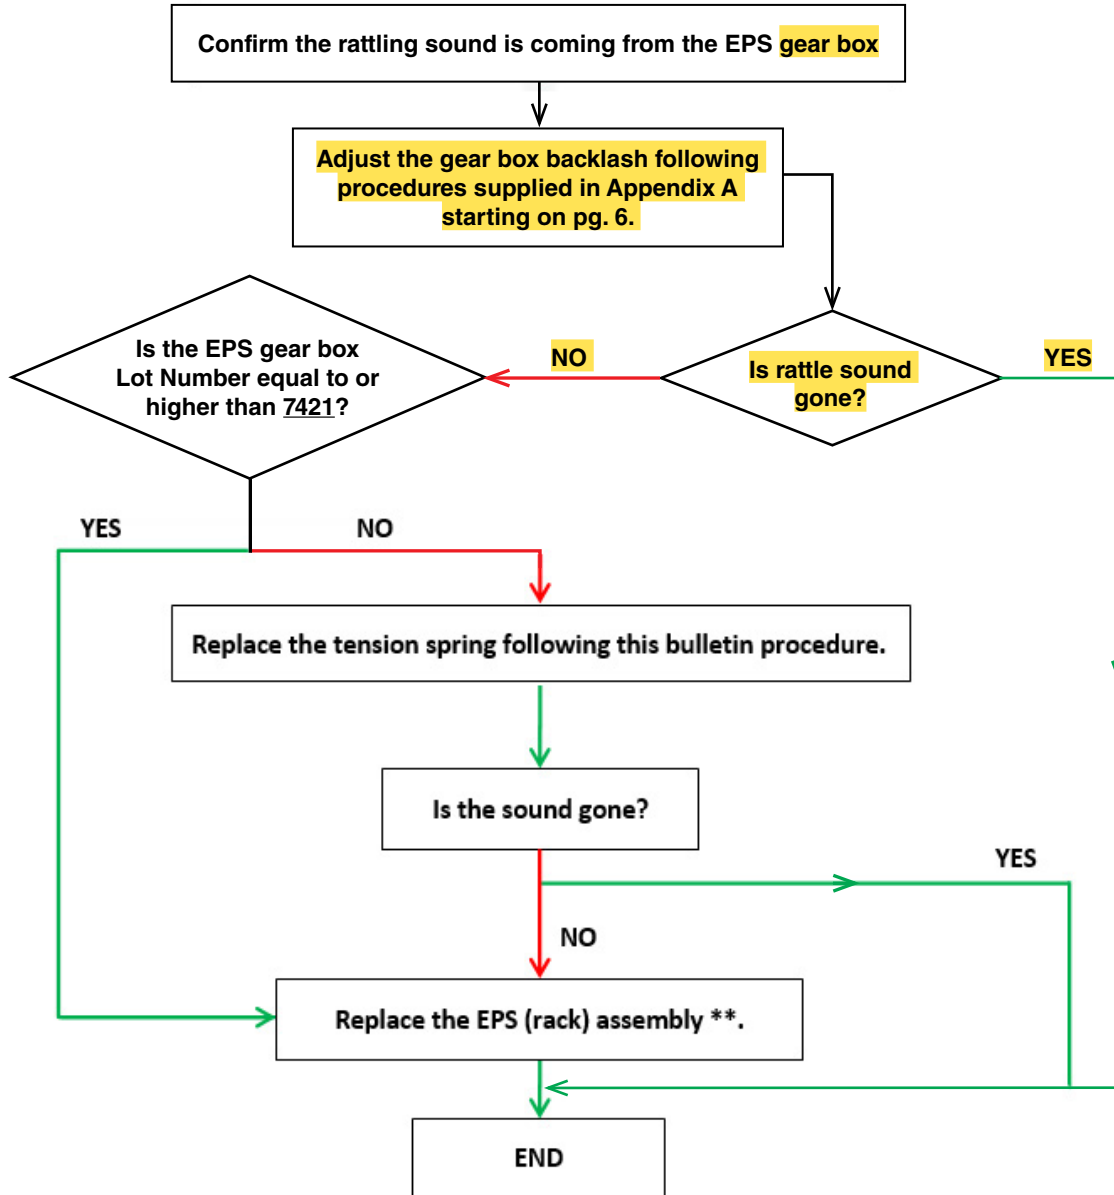 Confirm the rattling sound is coming from the EPS gear box
Adjust the gear box backlash following
procedures supplied in Appendix A
starting on pg. 6.
Is the EPS gear box
Lot Number equal to or
higher than 7421?
NO
Is rattle sound
gone?
YES
YES
NO
Replace the tension spring following this bulletin procedure.
Is the sound gone?
YES
NO
Replace the EPS (rack) assembly **.
END